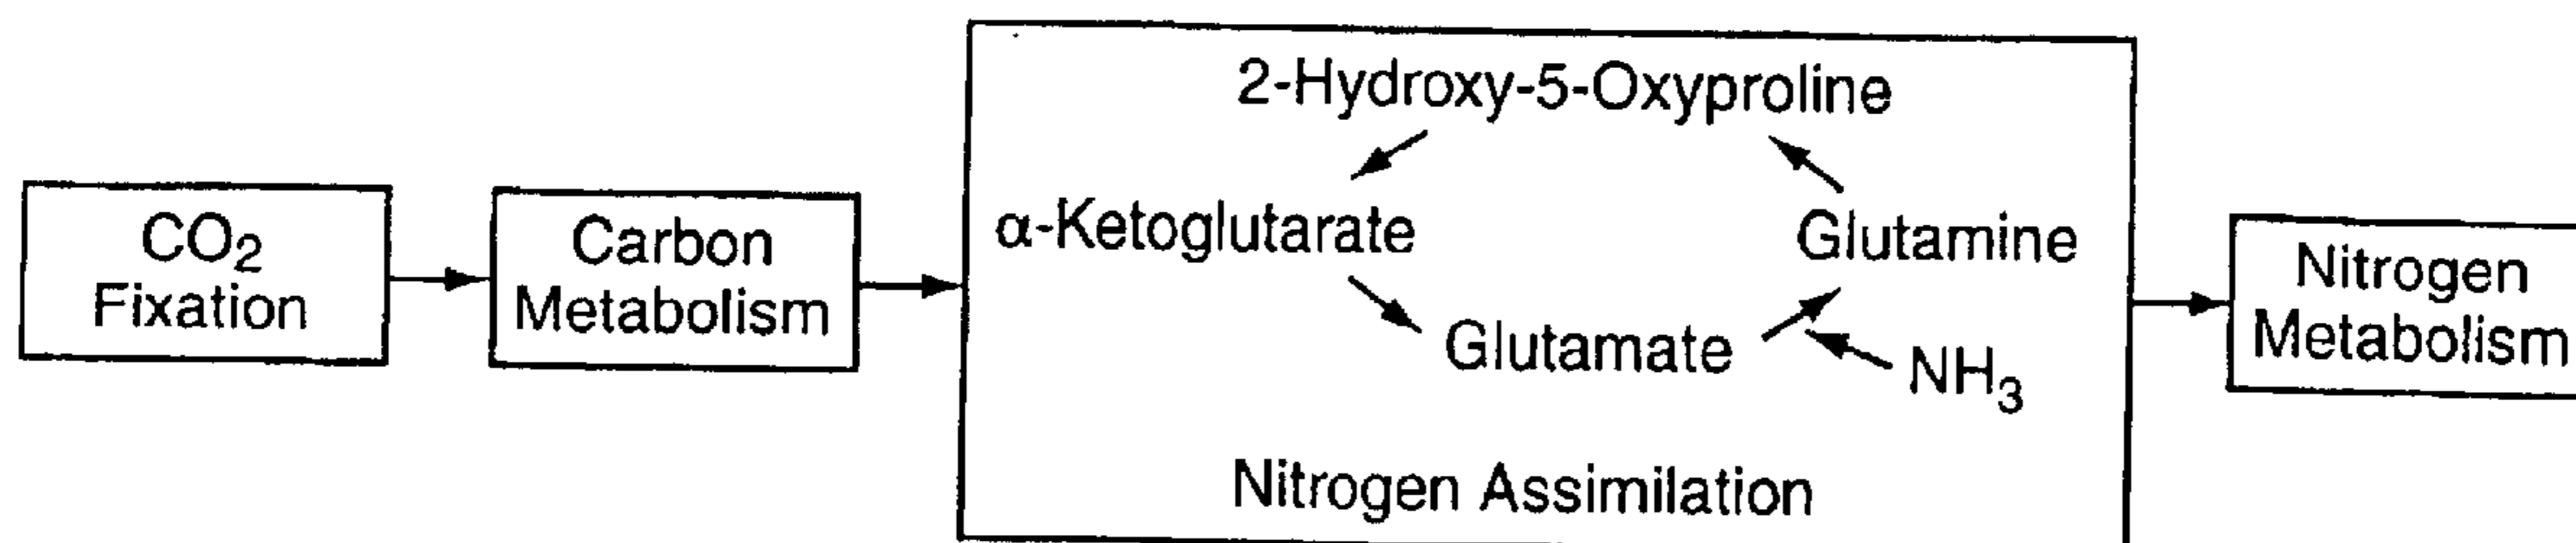 CO₂
Fixation
Carbon
Metabolism
2-Hydroxy-5-Oxyproline
α-Ketoglutarate
Glutamine
Glutamate
NH₃
Nitrogen Assimilation
Nitrogen
Metabolism